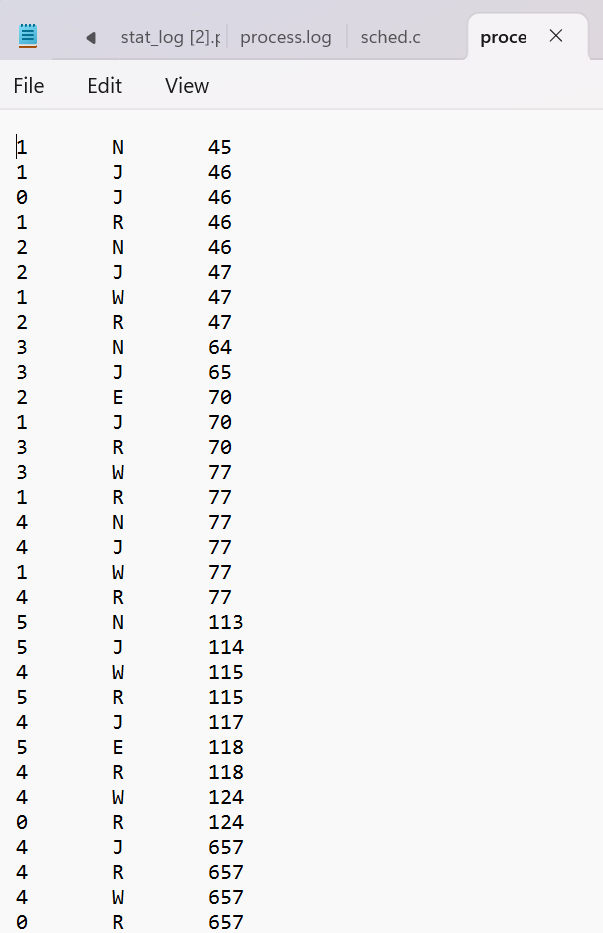 stat_log [2].p process.log sched.c proce
File Edit View
1 N 45
1 J 46
0 J 46
1 R 46
2 N 46
2 J 47
1 W 47
2 R 47
3 N 64
3 J 65
2 E 70
1 J 70
3 R 70
3 W 77
1 R 77
4 N 77
4 J 77
1 W 77
4 R 77
5 N 113
5 J 114
4 W 115
5 R 115
4 J 117
5 E 118
4 R 118
4 W 124
0 R 124
4 J 657
4 R 657
4 W 657
0 R 657